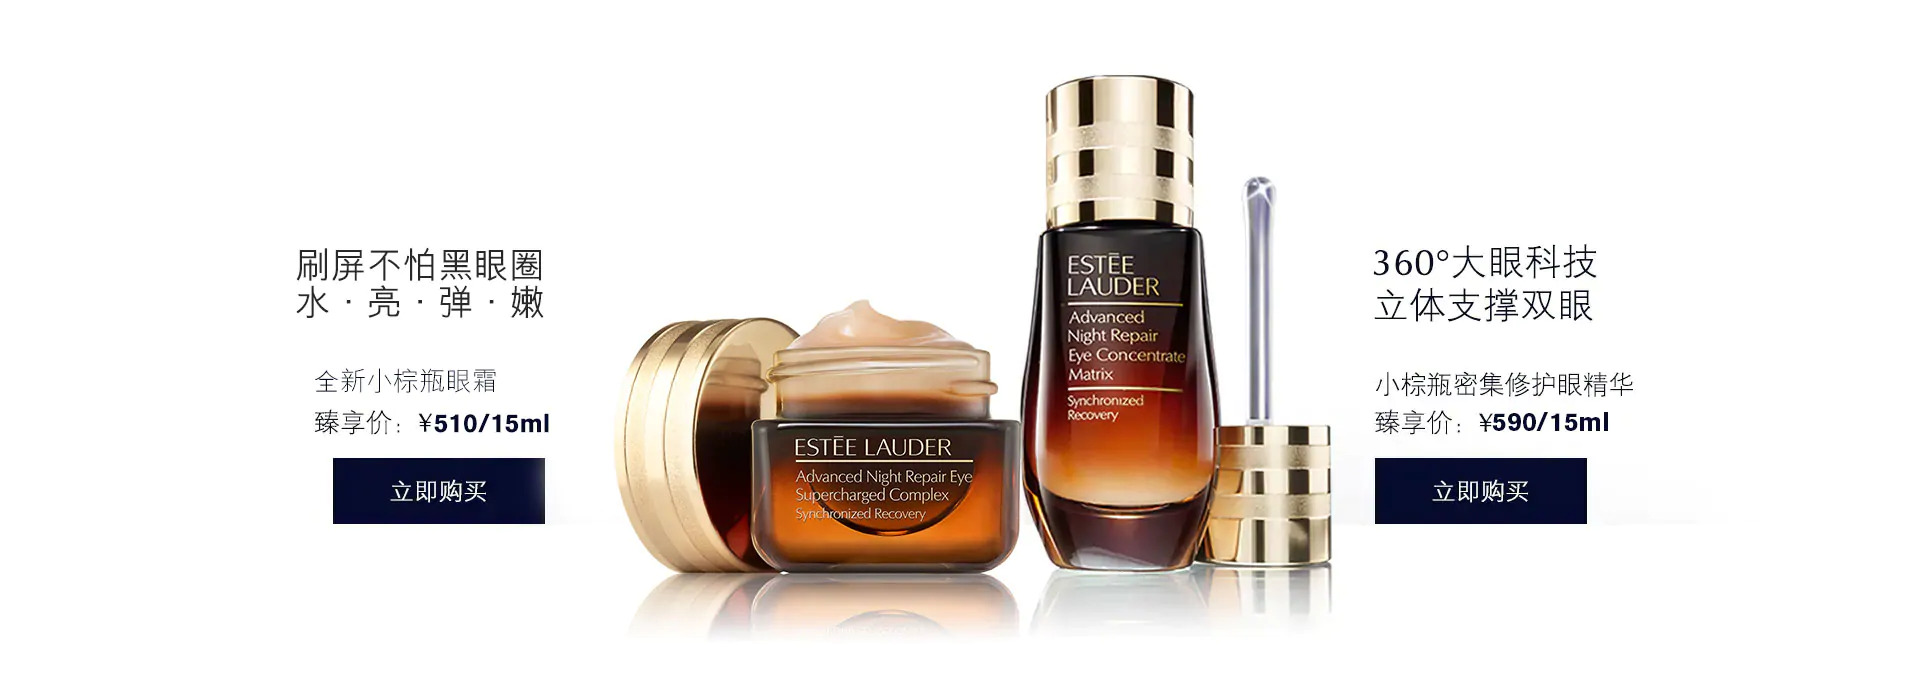 刷屏不怕黑眼圈
水·亮·弹·嫩
全新小棕瓶眼霜
臻享价：¥510/15ml
立即购买
ESTĒE LAUDER
Advanced Night Repair Eye
Supercharged Complex
Synchronized Recovery
ESTĒE
LAUDER
Advanced
Night Repair
Eye Concentrate
Matrix
Synchronized
Recovery
360°大眼科技
立体支撑双眼
小棕瓶密集修护眼精华
臻享价：¥590/15ml
立即购买